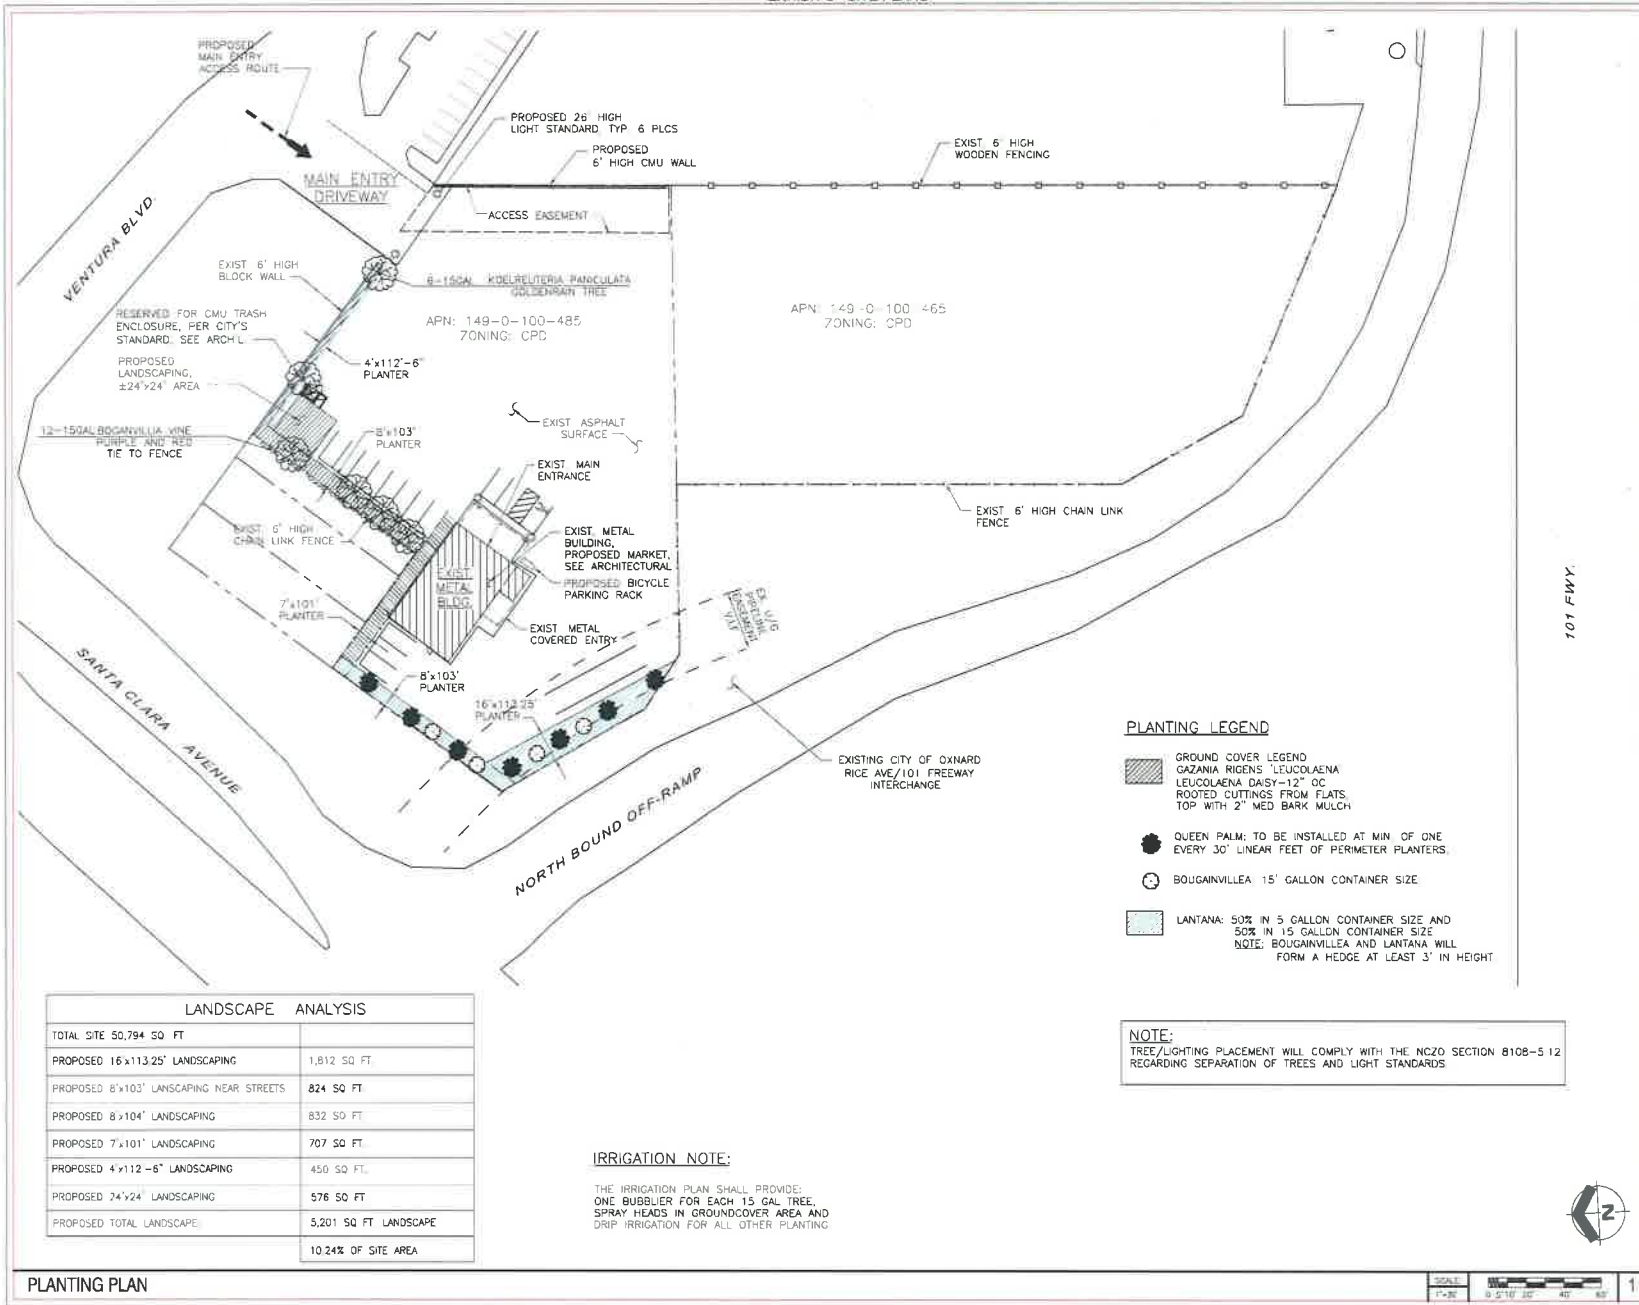 PROPOSED
MAIN ENTRY
ACCESS ROUTE
MAIN ENTRY
DRIVEWAY
VENTURA BLVD.
PROPOSED 26' HIGH
LIGHT STANDARD TYP 6 PLCS
PROPOSED
6' HIGH CMU WALL
EXIST 6' HIGH
WOODEN FENCING
ACCESS EASEMENT
EXIST 6' HIGH
BLOCK WALL
6-15GAL KOELREUTERIA PANICULATA
GOLDENRAIN TREE
APN: 149-0-100-485
ZONING: CPD
APN: 149-0-100 465
ZONING: CPD
RESERVED FOR CMU TRASH
ENCLOSURE, PER CITY'S
STANDARD. SEE ARCH'L
PROPOSED
LANDSCAPING,
±24'x24' AREA
4'x112'-6"
PLANTER
12-15GAL BOGANVILLIA VINE
PURPLE AND RED
TIE TO FENCE
8'x103'
PLANTER
EXIST ASPHALT
SURFACE
EXIST MAIN
ENTRANCE
EXIST 6' HIGH CHAIN LINK
FENCE
EXIST. 6' HIGH
CHAIN LINK FENCE
EXIST. METAL
BUILDING,
PROPOSED MARKET,
SEE ARCHITECTURAL
EXIST
METAL
BLDG.
PROPOSED BICYCLE
PARKING RACK
7'x101'
PLANTER
EXIST METAL
COVERED ENTRY
EX U/G
PIPELINE
EASEMENT
V.I.F
101 FWY.
SANTA CLARA AVENUE
8'x103'
PLANTER
16'x113.25'
PLANTER
EXISTING CITY OF OXNARD
RICE AVE/101 FREEWAY
INTERCHANGE
NORTH BOUND OFF-RAMP
PLANTING LEGEND
GROUND COVER LEGEND
GAZANIA RIGENS 'LEUCOLAENA'
LEUCOLAENA DAISY-12" OC
ROOTED CUTTINGS FROM FLATS,
TOP WITH 2" MED BARK MULCH
QUEEN PALM: TO BE INSTALLED AT MIN. OF ONE
EVERY 30' LINEAR FEET OF PERIMETER PLANTERS.
BOUGAINVILLEA 15' GALLON CONTAINER SIZE
LANTANA: 50% IN 5 GALLON CONTAINER SIZE AND
50% IN 15 GALLON CONTAINER SIZE
NOTE: BOUGAINVILLEA AND LANTANA WILL
FORM A HEDGE AT LEAST 3' IN HEIGHT
LANDSCAPE ANALYSIS
TOTAL SITE 50,794 SQ FT
PROPOSED 16'x113.25' LANDSCAPING 1,812 SQ FT.
PROPOSED 8'x103' LANSCAPING NEAR STREETS 824 SQ FT
PROPOSED 8'x104' LANDSCAPING 832 SQ FT
PROPOSED 7'x101' LANDSCAPING 707 SQ FT.
PROPOSED 4'x112'-6" LANDSCAPING 450 SQ FT.
PROPOSED 24'x24' LANDSCAPING 576 SQ FT
PROPOSED TOTAL LANDSCAPE 5,201 SQ FT LANDSCAPE
10.24% OF SITE AREA
NOTE:
TREE/LIGHTING PLACEMENT WILL COMPLY WITH THE NCZO SECTION 8108-5.12
REGARDING SEPARATION OF TREES AND LIGHT STANDARDS
IRRIGATION NOTE:
THE IRRIGATION PLAN SHALL PROVIDE:
ONE BUBBLIER FOR EACH 15 GAL TREE,
SPRAY HEADS IN GROUNDCOVER AREA AND
DRIP IRRIGATION FOR ALL OTHER PLANTING
Z
PLANTING PLAN
SCALE:
0 5'10' 20' 40' 60'
1